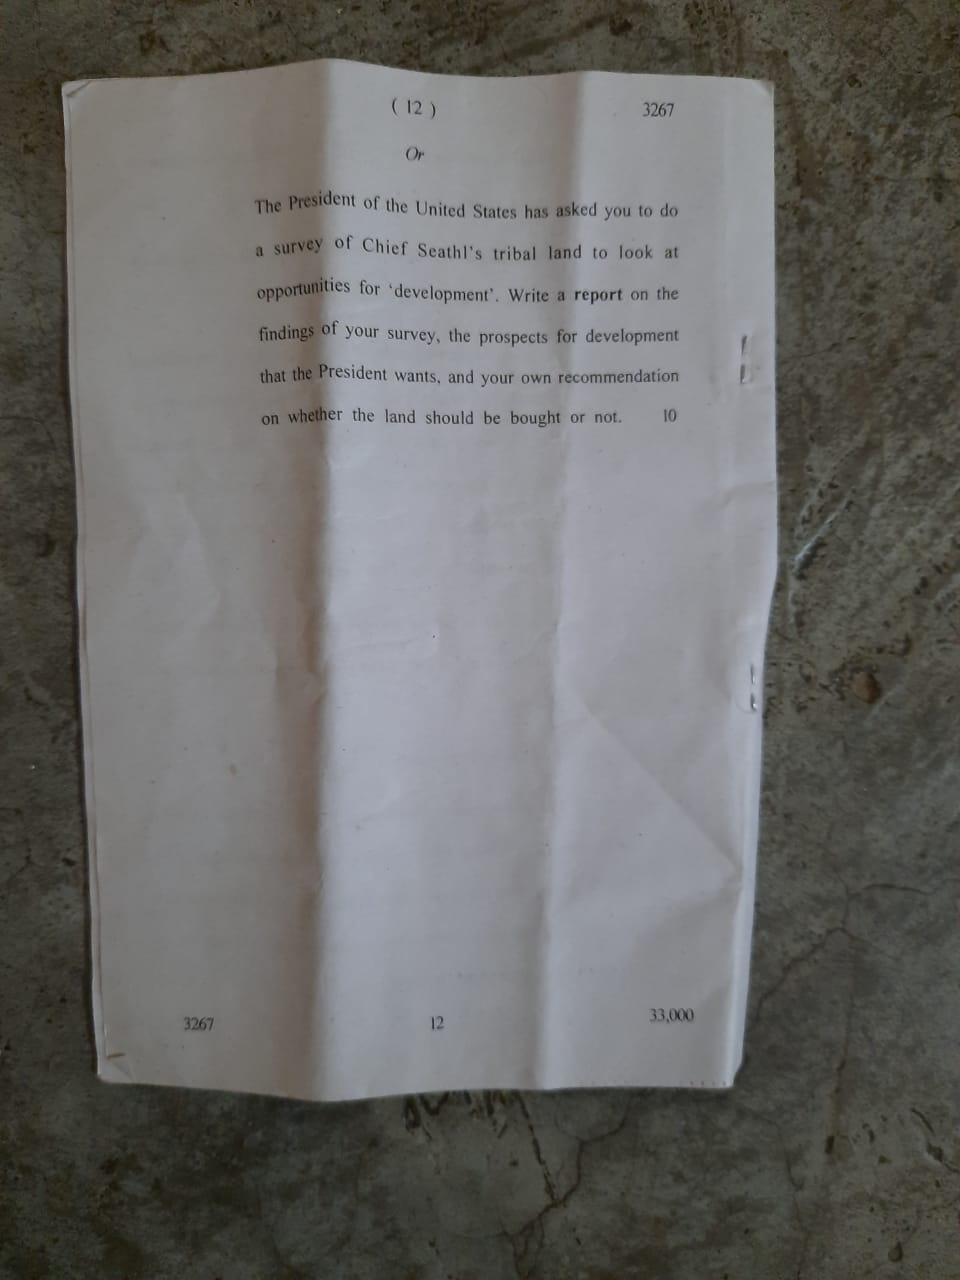 ( 12 ) 3267
Or
The President of the United States has asked you to do
a survey of Chief Seathl's tribal land to look at
opportunities for ‘development’. Write a report on the
findings of your survey, the prospects for development
that the President wants, and your own recommendation
on whether the land should be bought or not. 10
3267 12 33,000